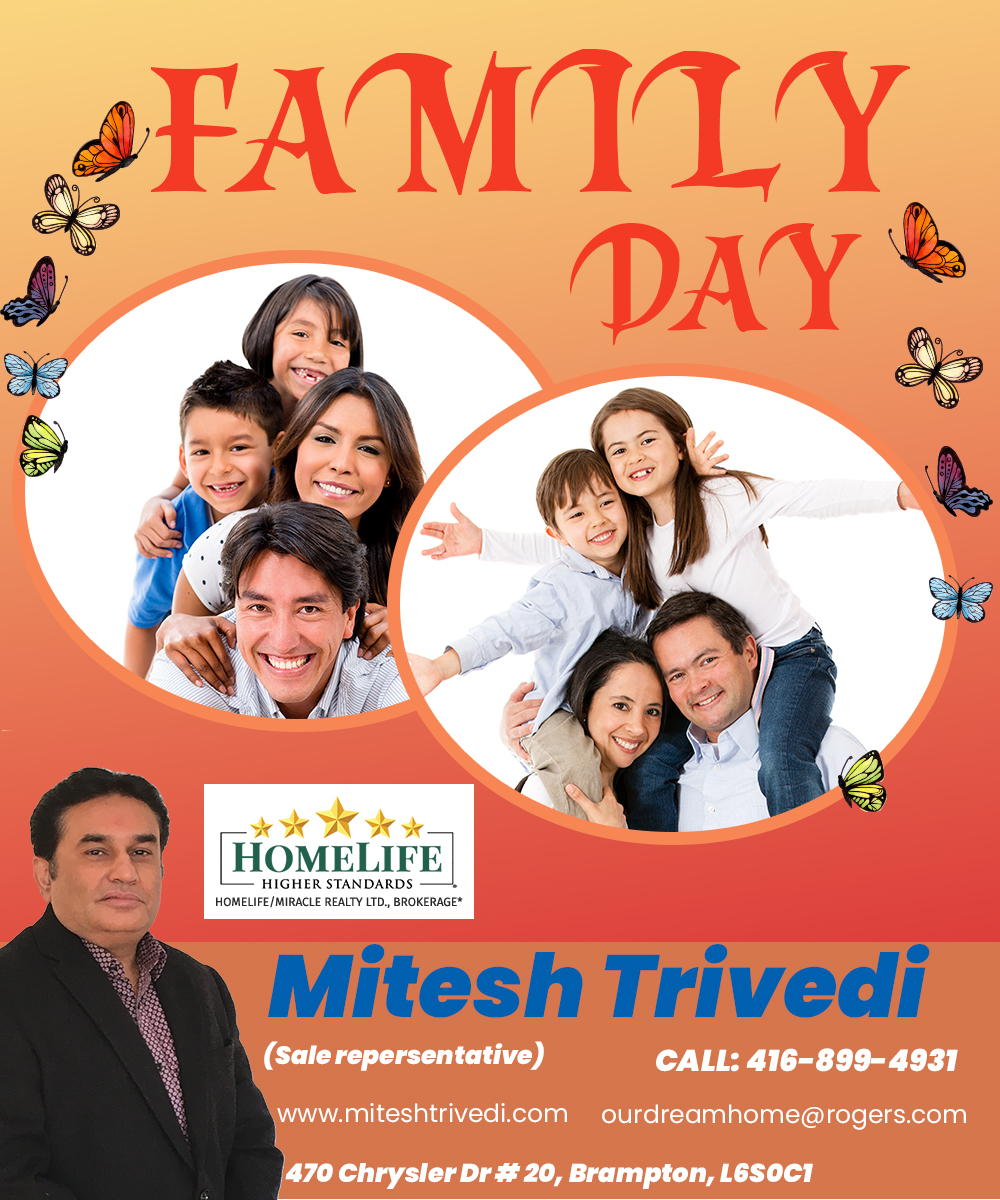 FAMILY
DAY
HOMELIFE
HIGHER STANDARDS
HOMELIFE/MIRACLE REALTY LTD., BROKERAGE*
Mitesh Trivedi
(Sale repersentative)
CALL: 416-899-4931
www.miteshtrivedi.com
ourdreamhome@rogers.com
470 Chrysler Dr # 20, Brampton, L6S0C1